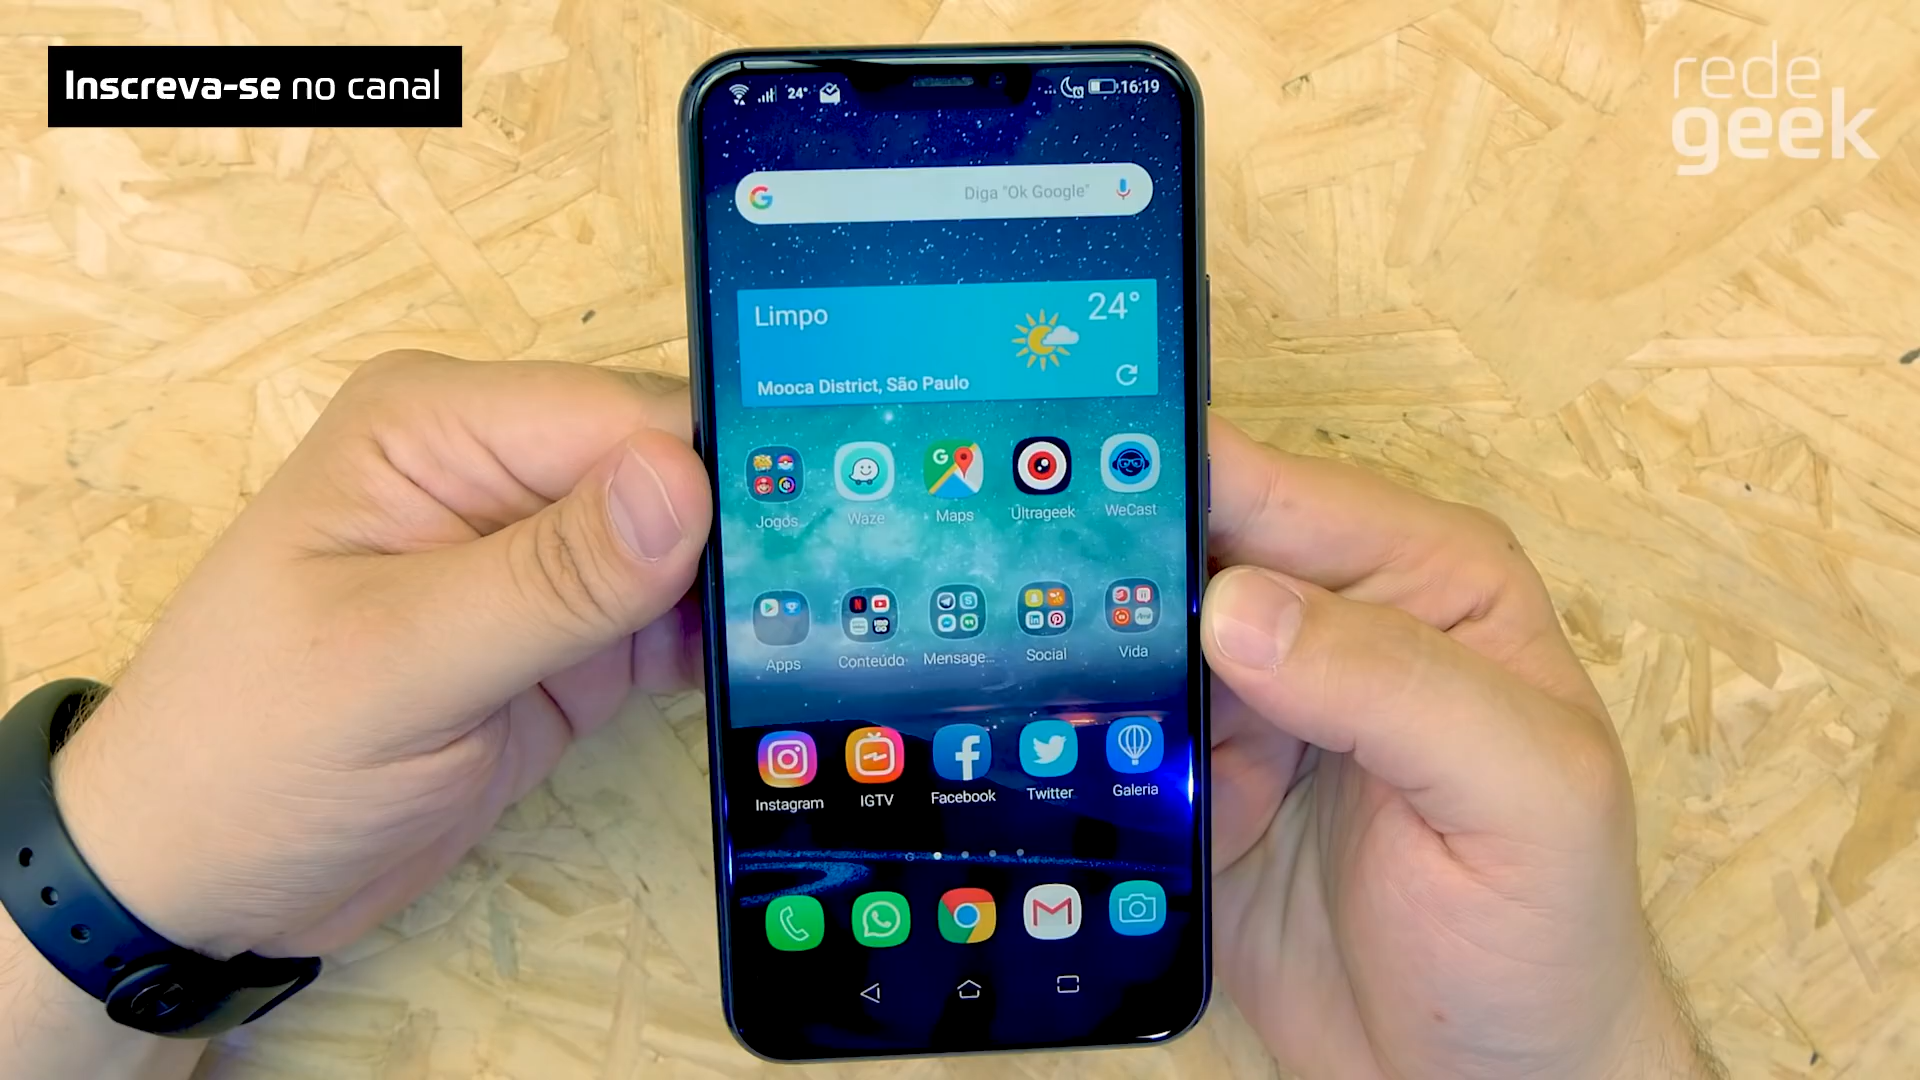 Inscreva-se no canal
rede
geek
24°
16:19
Diga "Ok Google"
Limpo
24°
Mooca District, São Paulo
Jogos
Waze
Maps
Ultrageek
WeCast
Apps
Conteúdo
Mensage...
Social
Vida
Instagram
IGTV
Facebook
Twitter
Galeria